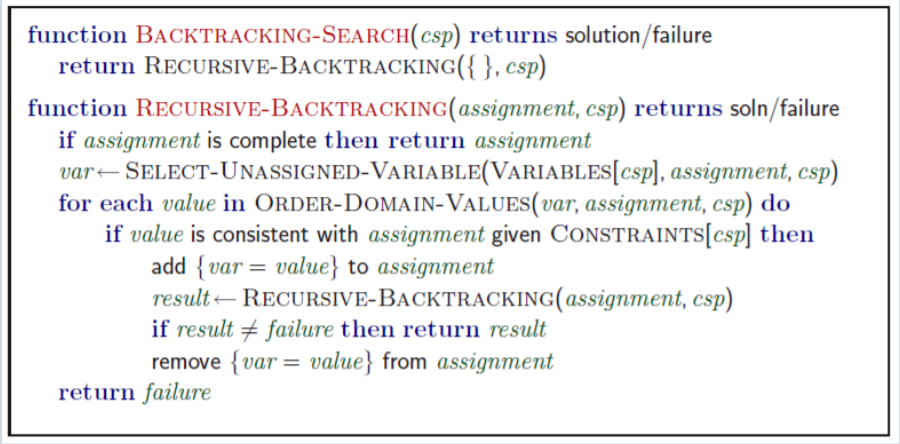 function BACKTRACKING-SEARCH(csp) returns solution/failure
return RECURSIVE-BACKTRACKING({ }, csp)
function RECURSIVE-BACKTRACKING(assignment, csp) returns soln/failure
if assignment is complete then return assignment
var ← SELECT-UNASSIGNED-VARIABLE(VARIABLES[csp], assignment, csp)
for each value in ORDER-DOMAIN-VALUES(var, assignment, csp) do
if value is consistent with assignment given CONSTRAINTS[csp] then
add {var = value} to assignment
result ← RECURSIVE-BACKTRACKING(assignment, csp)
if result ≠ failure then return result
remove {var = value} from assignment
return failure